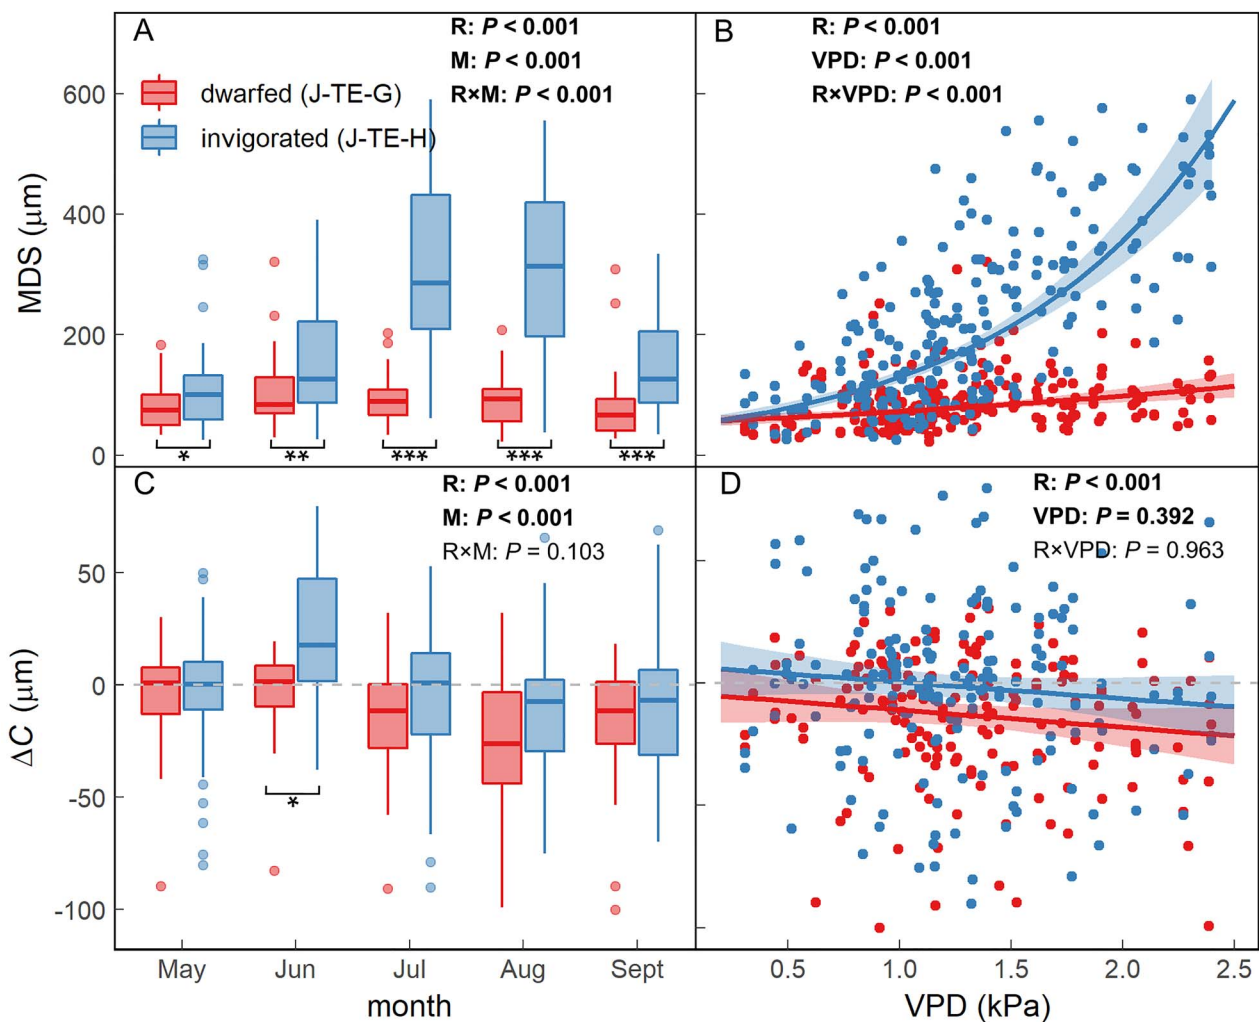 A
R: P < 0.001
M: P < 0.001
R×M: P < 0.001
dwarfed (J-TE-G)
invigorated (J-TE-H)
600
400
200
0
MDS (µm)
*
**
***
***
***
B
R: P < 0.001
VPD: P < 0.001
R×VPD: P < 0.001
C
R: P < 0.001
M: P < 0.001
R×M: P = 0.103
50
0
-50
-100
ΔC (µm)
*
May
Jun
Jul
Aug
Sept
month
D
R: P < 0.001
VPD: P = 0.392
R×VPD: P = 0.963
0.5
1.0
1.5
2.0
2.5
VPD (kPa)